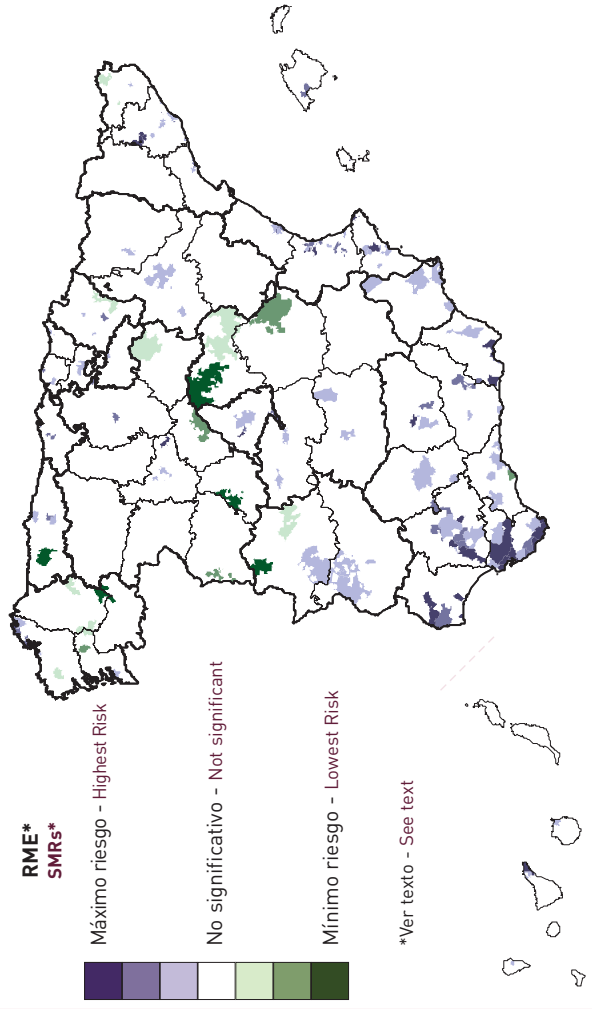 RME*
SMRs*
Máximo riesgo - Highest Risk
No significativo - Not significant
Mínimo riesgo - Lowest Risk
*Ver texto - See text